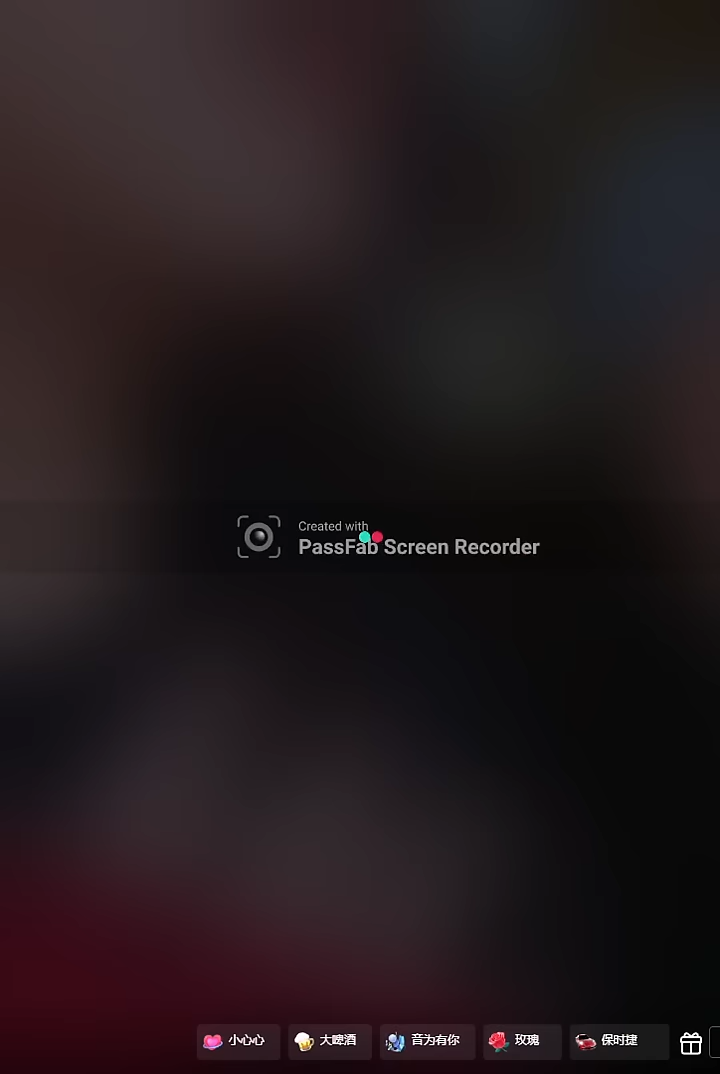 Created with
PassFab Screen Recorder
小心心
大啤酒
音为有你
玫瑰
保时捷